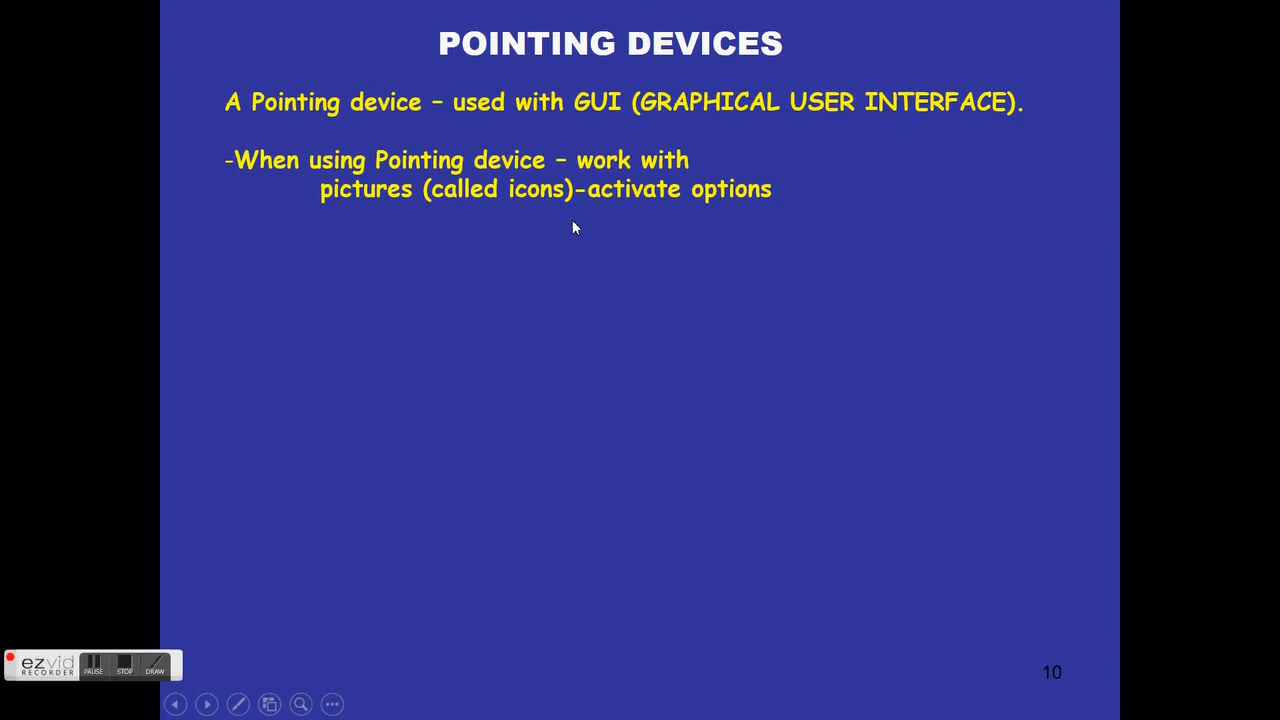 POINTING DEVICES
A Pointing device – used with GUI (GRAPHICAL USER INTERFACE).
-When using Pointing device – work with
pictures (called icons)-activate options
ezvid
RECORDER
PAUSE
STOP
DRAW
10